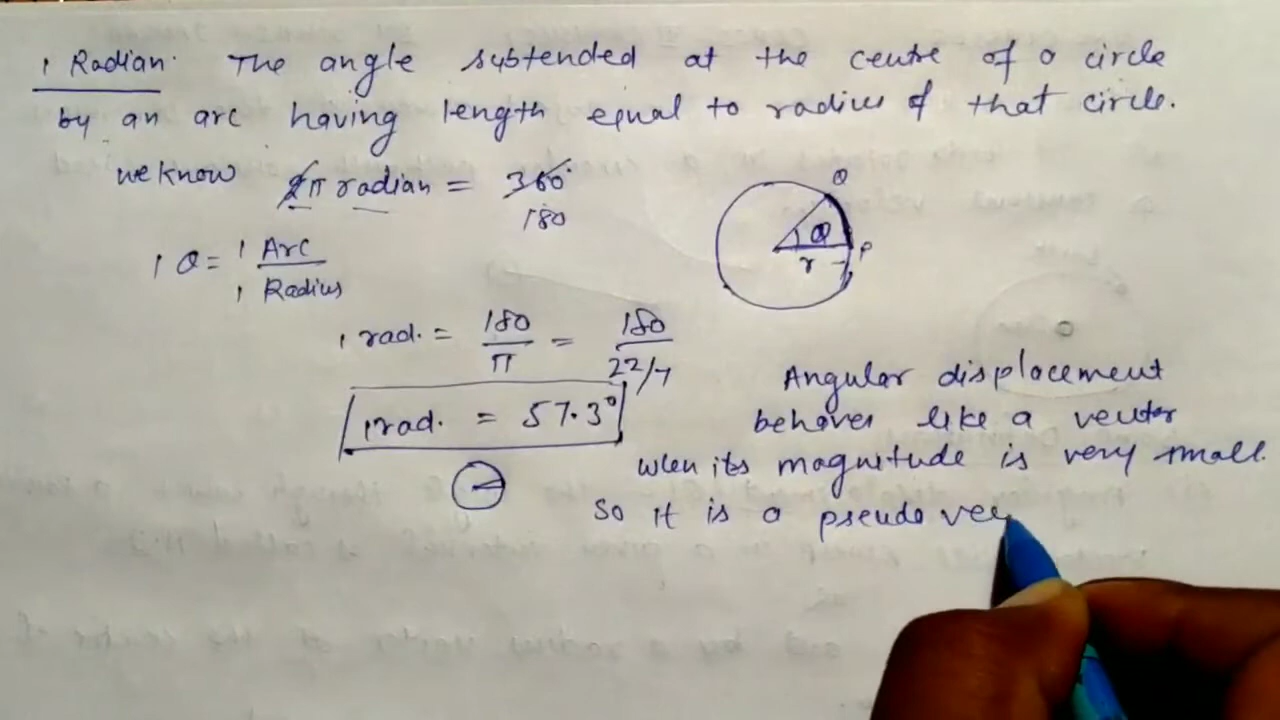 1 Radian. The angle subtended at the centre of a circle
by an arc having length equal to radius of that circle.
we know 2π radian = 360°
180
1 θ = 1 Arc / 1 Radius
Q
θ
r
P
1 rad. = 180/π = 180/22/7
1rad. = 57.3°
Angular displacement
behaves like a vector
when its magnitude is very small.
So it is a pseudo vec